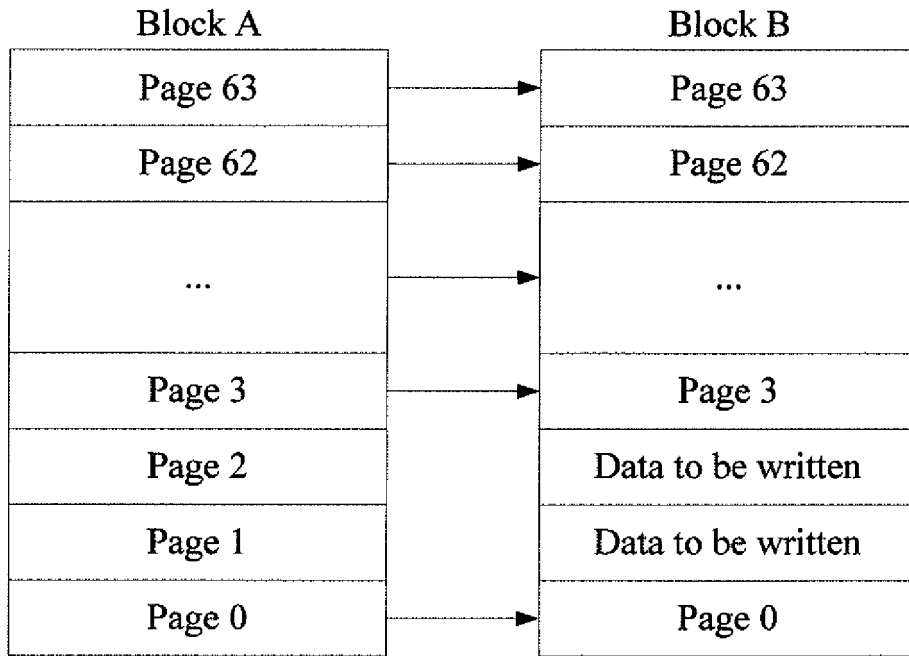 Block A Block B
Page 63 Page 63
Page 62 Page 62
... ...
Page 3 Page 3
Page 2 Data to be written
Page 1 Data to be written
Page 0 Page 0